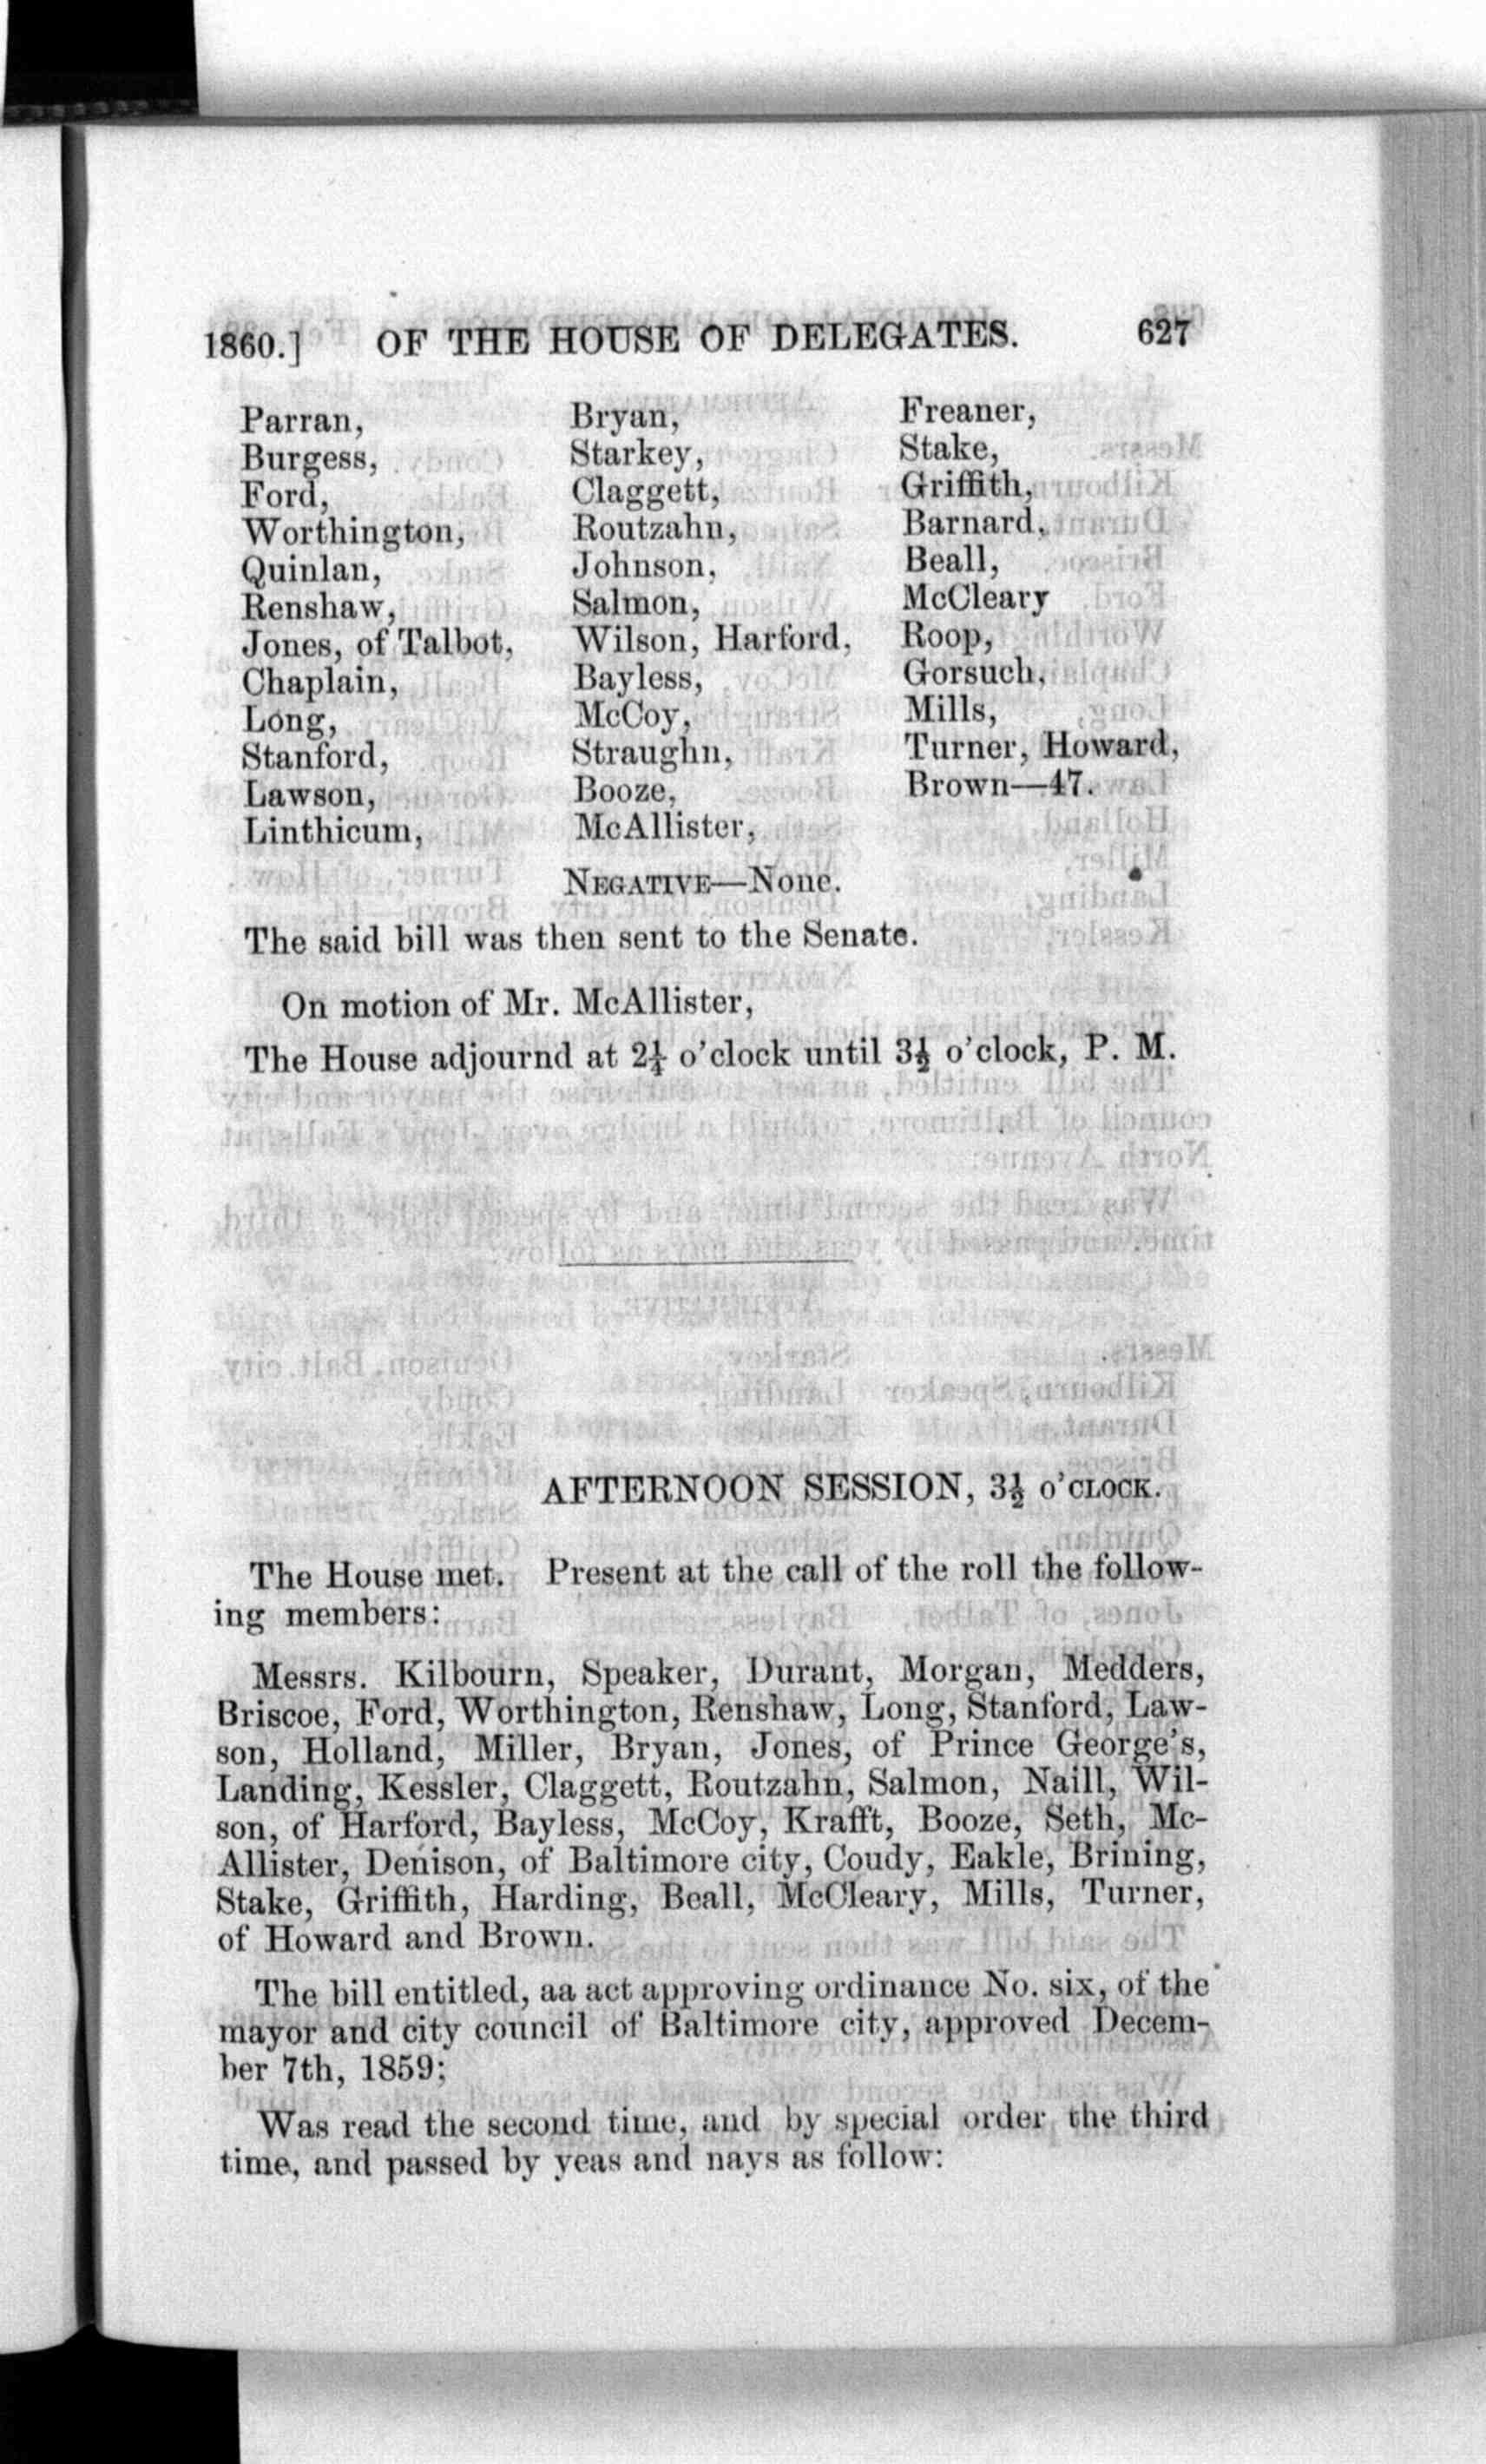 1860.] OF THE HOUSE OF DELEGATES. 627
Parran, Bryan, Freaner,
Burgess, Starkey, Stake,
Ford, Claggett, Griffith,
Worthington, Routzahn, Barnard,
Quinlan, Johnson, Beall,
Renshaw, Salmon, McCleary
Jones, of Talbot, Wilson, Harford, Roop,
Chaplain, Bayless, Gorsuch,
Long, McCoy, Mills,
Stanford, Straughn, Turner, Howard,
Lawson, Booze, Brown—47.
Linthicum, McAllister,
NEGATIVE—None.
The said bill was then sent to the Senate.
On motion of Mr. McAllister,
The House adjournd at 2¼ o'clock until 3½ o'clock, P. M.
AFTERNOON SESSION, 3½ O'CLOCK.
The House met. Present at the call of the roll the follow-
ing members:
Messrs. Kilbourn, Speaker, Durant, Morgan, Medders,
Briscoe, Ford, Worthington, Renshaw, Long, Stanford, Law-
son, Holland, Miller, Bryan, Jones, of Prince George's,
Landing, Kessler, Claggett, Routzahn, Salmon, Naill, Wil-
son, of Harford, Bayless, McCoy, Krafft, Booze, Seth, Mc-
Allister, Denison, of Baltimore city, Coudy, Eakle, Brining,
Stake, Griffith, Harding, Beall, McCleary, Mills, Turner,
of Howard and Brown.
The bill entitled, aa act approving ordinance No. six, of the
mayor and city council of Baltimore city, approved Decem-
ber 7th, 1859;
Was read the second time, and by special order the third
time, and passed by yeas and nays as follow: